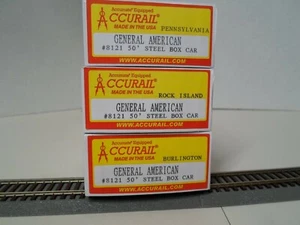 Accumate® Equipped
ACCURAIL®
MADE IN THE USA
PENNSYLVANIA
GENERAL AMERICAN
#8121 50' STEEL BOX CAR
WWW.ACCURAIL.COM
Accumate® Equipped
ACCURAIL®
MADE IN THE USA
ROCK ISLAND
GENERAL AMERICAN
#8121 50' STEEL BOX CAR
WWW.ACCURAIL.COM
Accumate® Equipped
ACCURAIL®
MADE IN THE USA
BURLINGTON
GENERAL AMERICAN
#8121 50' STEEL BOX CAR